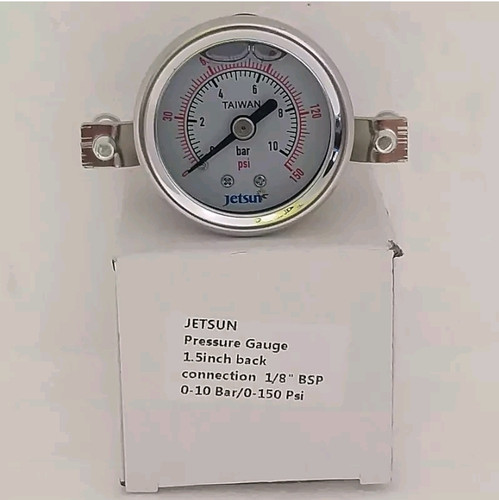 TAIWAN
0 2 4 6 8 10
30 120 150
bar
psi
Jetsun
JETSUN
Pressure Gauge
1.5inch back
connection 1/8" BSP
0-10 Bar/0-150 Psi